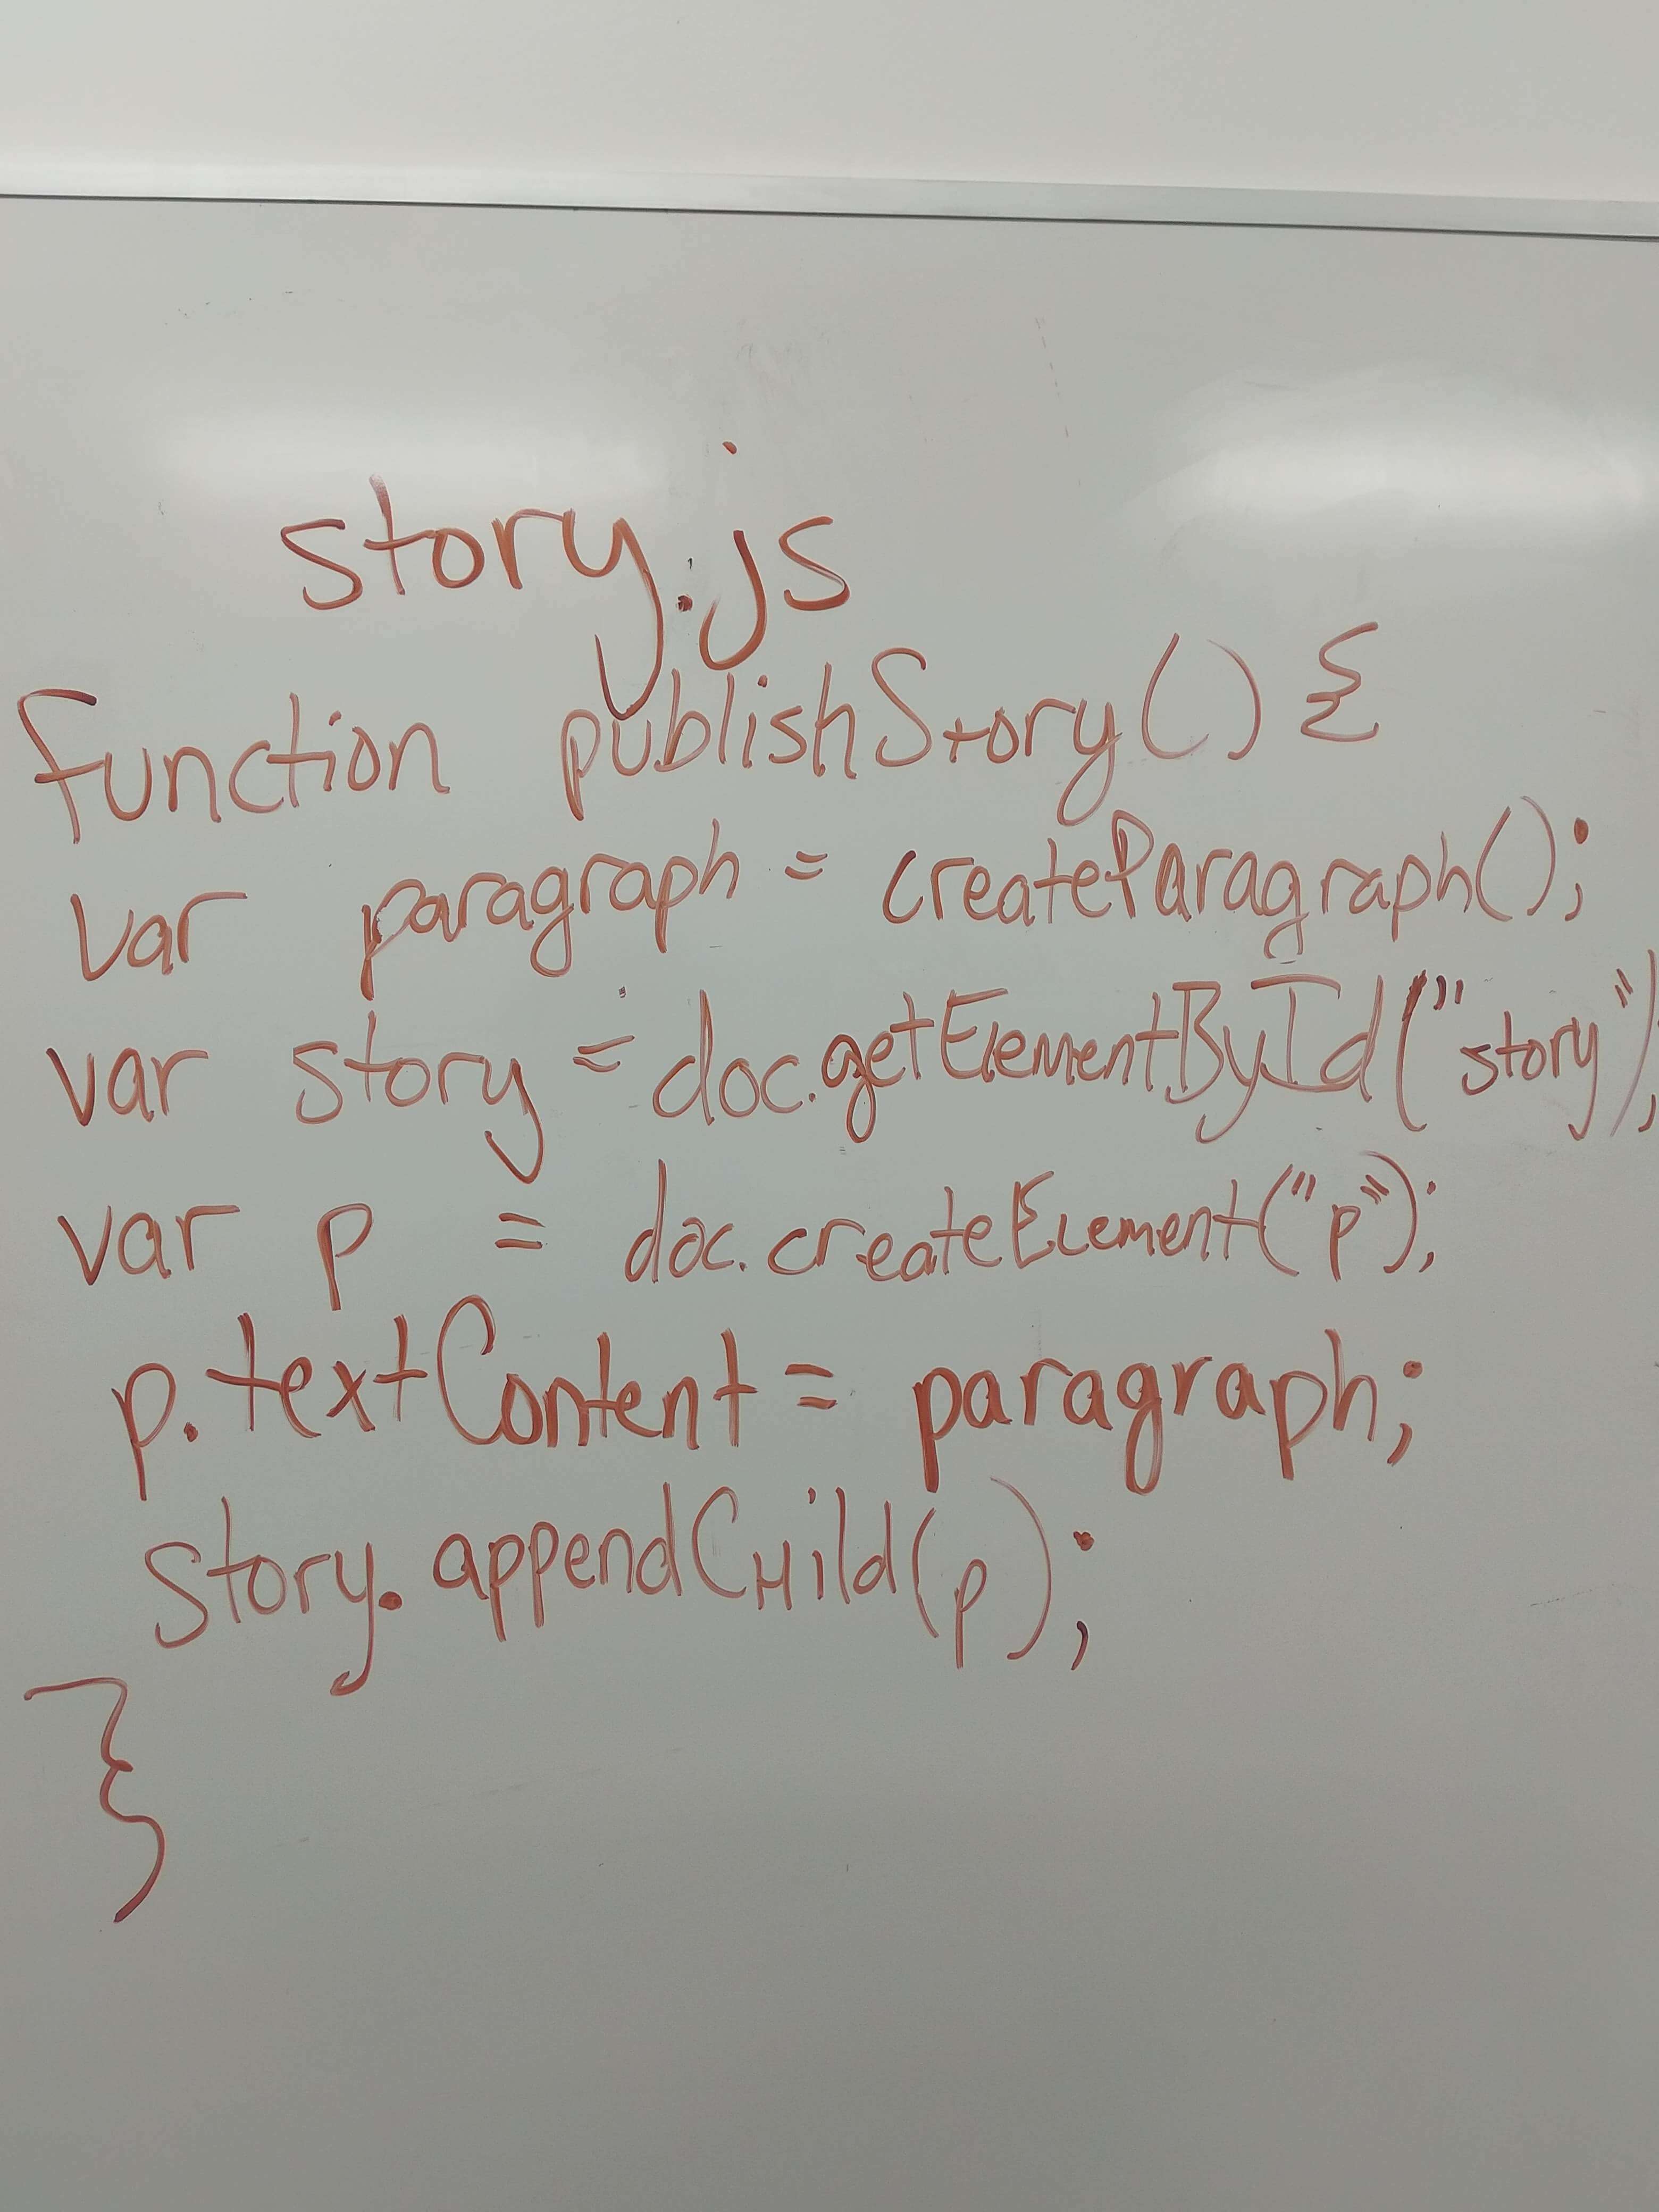 story.js
function publishStory() {
var paragraph = createParagraph();
var story = doc.getElementById("story");
var p = doc.createElement("p");
p.textContent = paragraph;
story.appendChild(p);
}